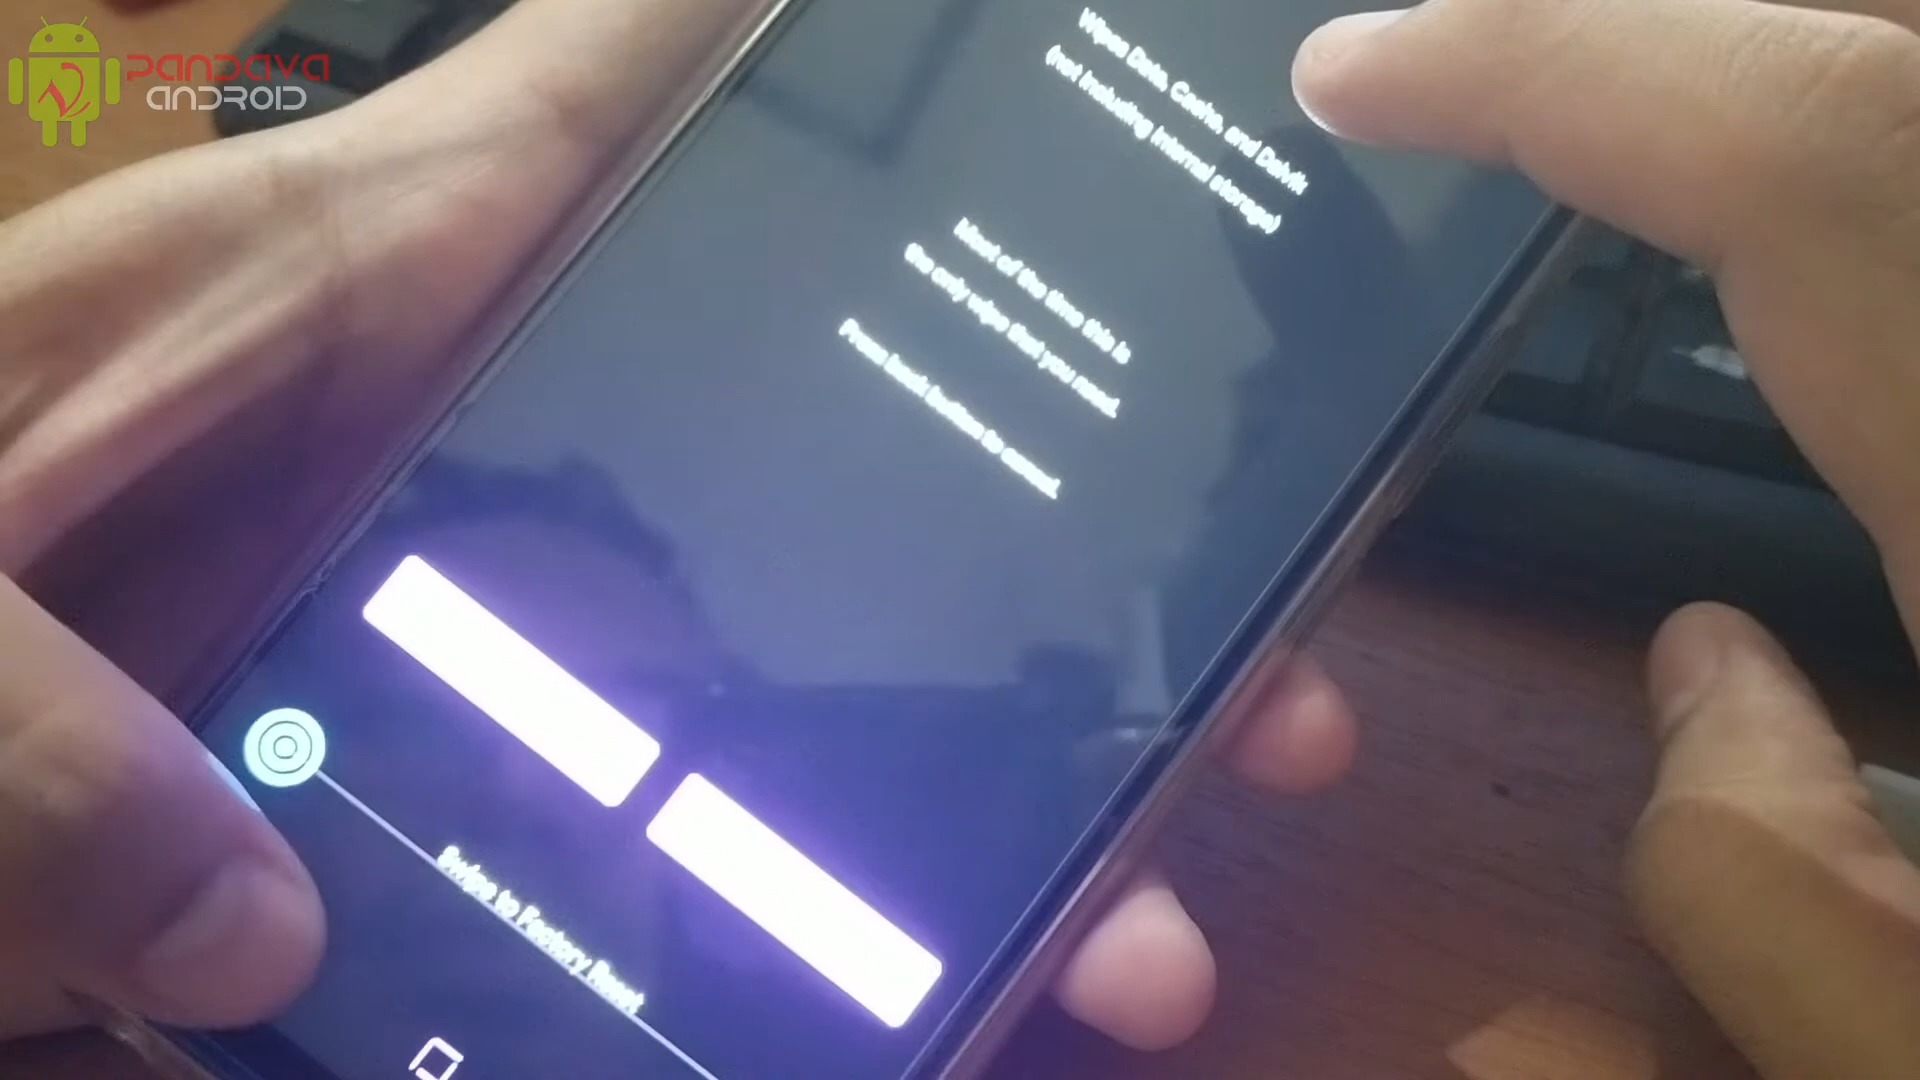 PANDAVA
ANDROID
Wipes Data, Cache, and Dalvik
(not including internal storage)
Most of the time this is
the only wipe that you need.
Press back button to cancel.
Swipe to Factory Reset